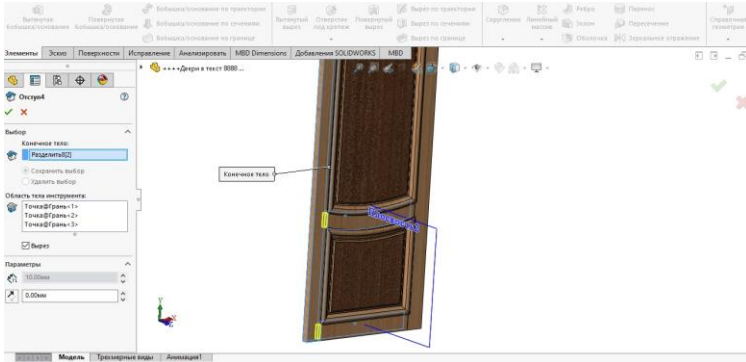 Вытянутая бобышка/основание
Повернутая бобышка/основание
Бобышка/основание по траектории
Бобышка/основание по сечениям
Бобышка/основание по границе
Вытянутый вырез
Отверстие под крепеж
Повернутый вырез
Вырез по траектории
Вырез по сечениям
Вырез по границе
Скругление
Линейный массив
Ребро
Уклон
Оболочка
Перенос
Пересечение
Зеркальное отражение
Справочная геометрия
Элементы Эскиз Поверхности Исправление Анализировать MBD Dimensions Добавления SOLIDWORKS MBD
++++Двери в текст 8888 ...
Отступ4
Выбор
Конечное тело:
Разделить8[2]
Сохранить выбор
Удалить выбор
Область тела инструмента:
Точка@Грань<1>
Точка@Грань<2>
Точка@Грань<3>
Вырез
Параметры
10.00мм
0.00мм
Конечное тело:
Y
Модель Трехмерные виды Анимация1